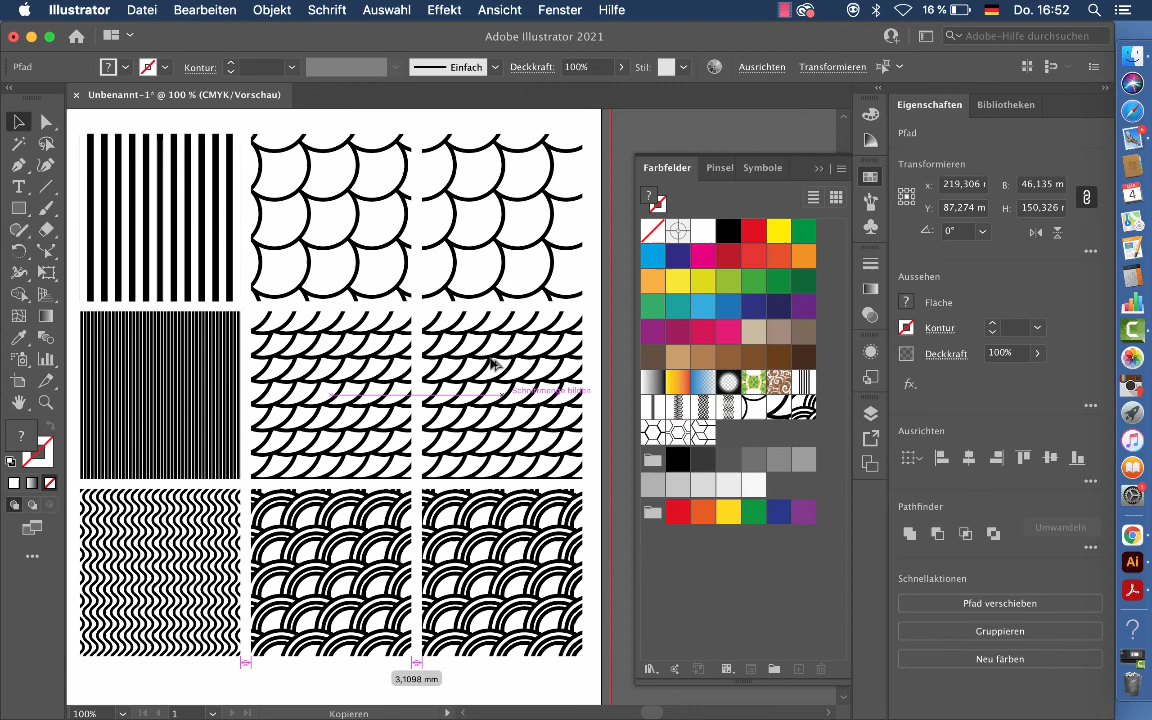 Illustrator Datei Bearbeiten Objekt Schrift Auswahl Effekt Ansicht Fenster Hilfe 16 % Do. 16:52
Adobe Illustrator 2021 Adobe-Hilfe durchsuchen
Pfad ? Kontur: Einfach Deckkraft: 100% Stil: Ausrichten Transformieren
× Unbenannt-1* @ 100 % (CMYK/Vorschau)
Eigenschaften Bibliotheken
Pfad
Transformieren
X: 219,306 B: 46,135 m
Y: 87,274 m H: 150,326
0°
Farbfelder Pinsel Symbole
?
Aussehen
? Fläche
Kontur
Deckkraft 100%
fx.
Ausrichten
Pathfinder
Umwandeln
Schnellaktionen
Pfad verschieben
Gruppieren
Neu färben
Schnittmenge bilden
?
3,1098 mm
100% 1 Kopieren